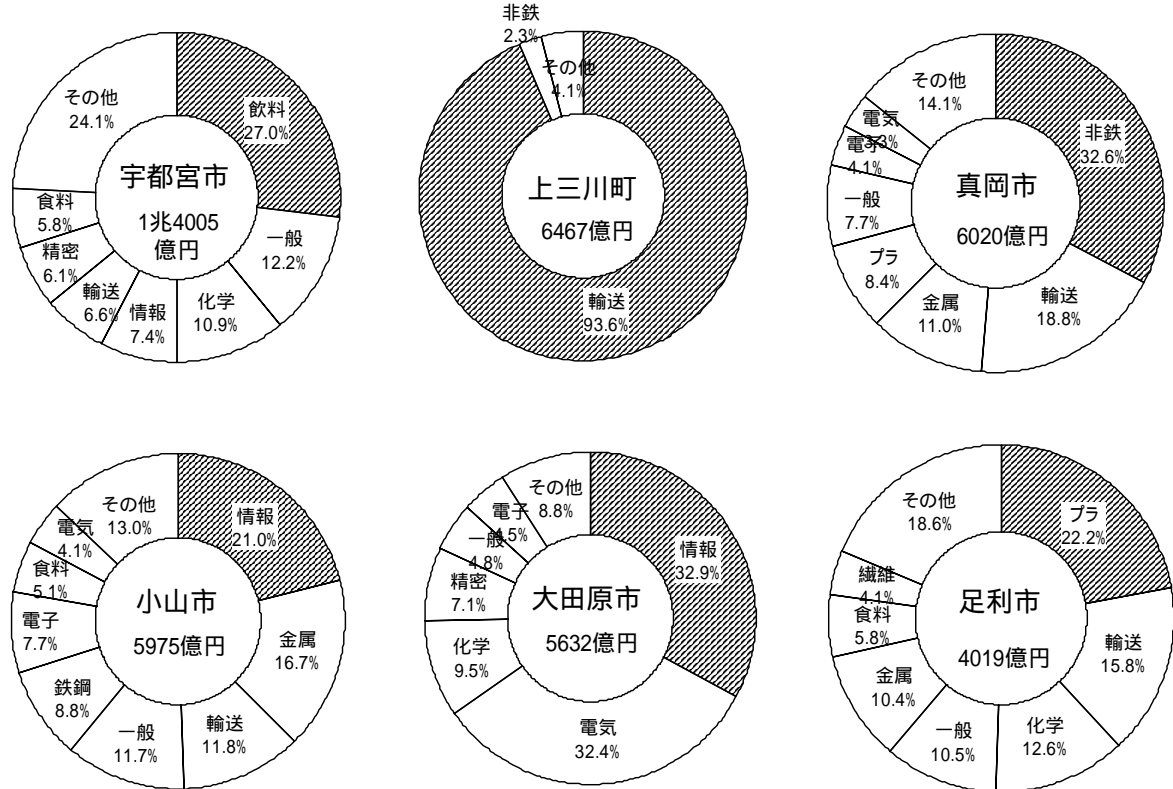 飲料
27.0%
一般
12.2%
化学
10.9%
情報
7.4%
輸送
6.6%
精密
6.1%
食料
5.8%
その他
24.1%
宇都宮市
1兆4005
億円
非鉄
2.3%
その他
4.1%
上三川町
6467億円
輸送
93.6%
非鉄
32.6%
輸送
18.8%
金属
11.0%
プラ
8.4%
一般
7.7%
電子
4.1%
電気
3.3%
その他
14.1%
真岡市
6020億円
情報
21.0%
金属
16.7%
輸送
11.8%
一般
11.7%
鉄鋼
8.8%
電子
7.7%
食料
5.1%
電気
4.1%
その他
13.0%
小山市
5975億円
情報
32.9%
電気
32.4%
化学
9.5%
精密
7.1%
一般
4.8%
電子
4.5%
その他
8.8%
大田原市
5632億円
プラ
22.2%
輸送
15.8%
化学
12.6%
一般
10.5%
金属
10.4%
食料
5.8%
繊維
4.1%
その他
18.6%
足利市
4019億円